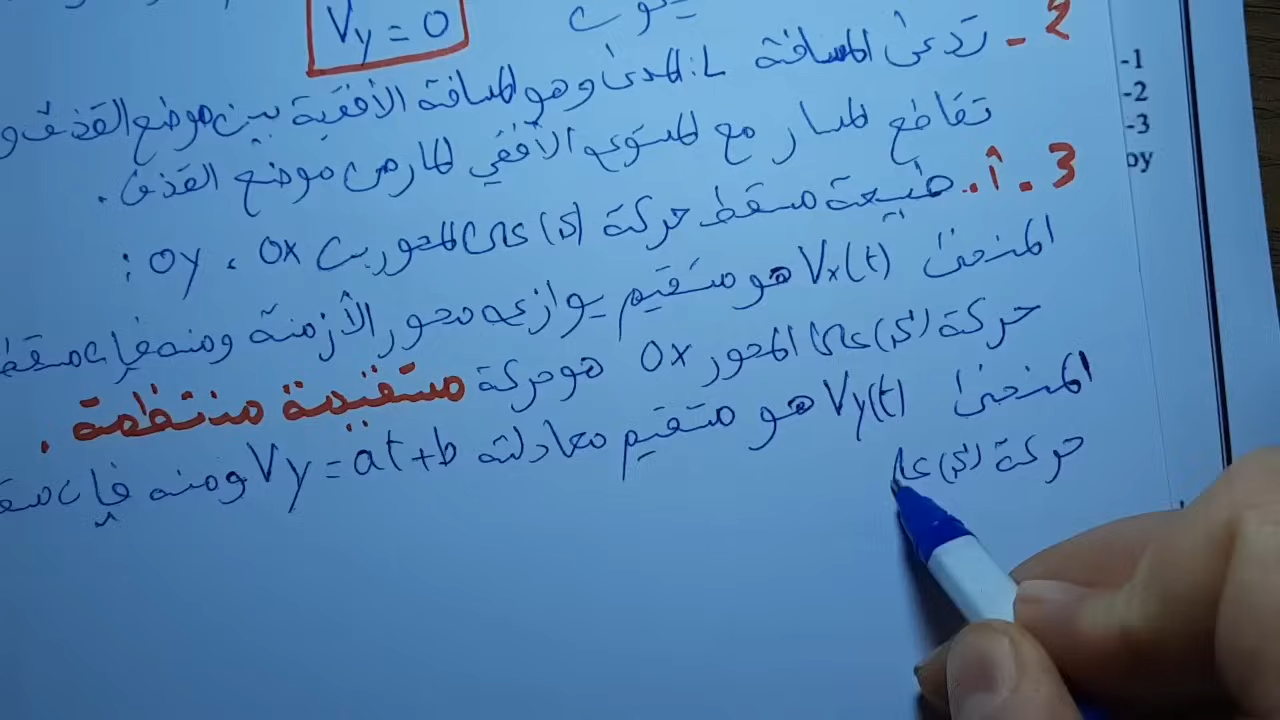 يكون
Vy = 0
2 - تدعى المسافة L: المدى وهو المسافة الأفقية بين موضع القذف و
تقاطع المسار مع المستوي الأفقي المار من موضع القذف.
3. أ. طبيعة مسقط حركة (S) على المحورين Ox ، Oy :
المنحنى Vx(t) هو مستقيم يوازي محور الأزمنة ومنه فإن مسقط
حركة (S) على المحور Ox هو حركة مستقيمة منتظمة .
المنحنى Vy(t) هو مستقيم معادلته Vy = at+b ومنه فإن
حركة (S)
-1
-2
-3
by